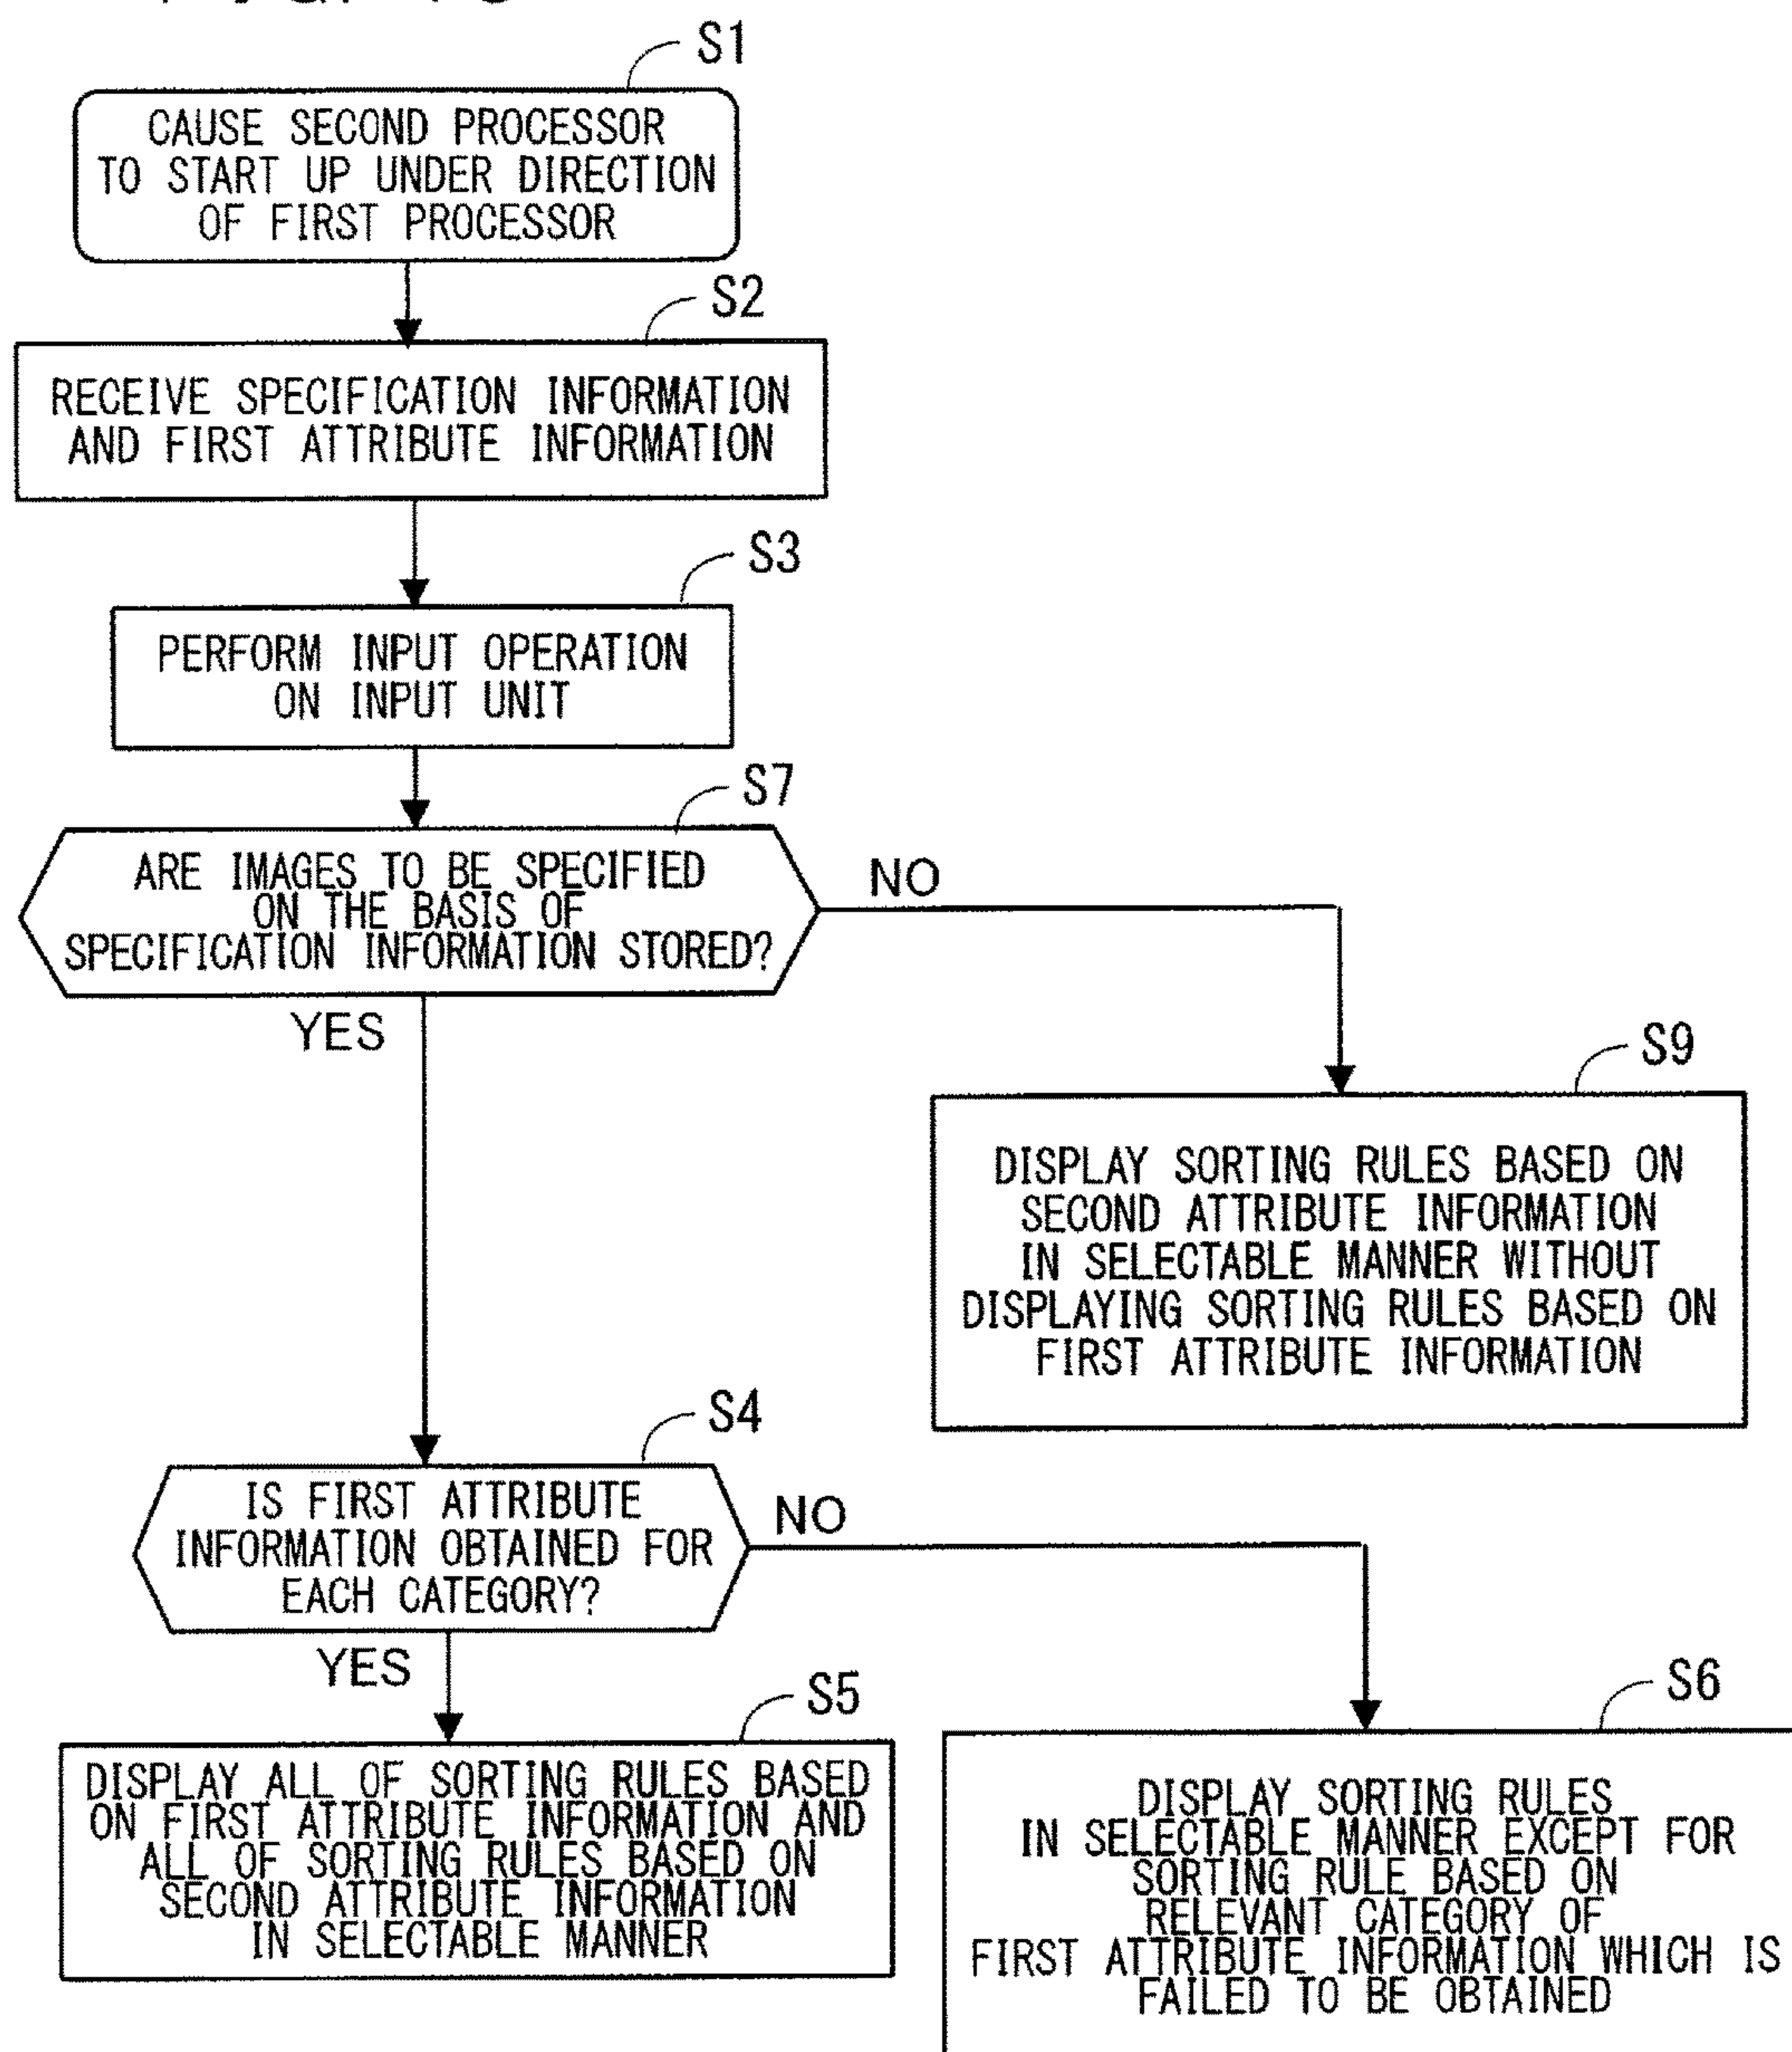 S1
CAUSE SECOND PROCESSOR
TO START UP UNDER DIRECTION
OF FIRST PROCESSOR
S2
RECEIVE SPECIFICATION INFORMATION
AND FIRST ATTRIBUTE INFORMATION
S3
PERFORM INPUT OPERATION
ON INPUT UNIT
S7
ARE IMAGES TO BE SPECIFIED
ON THE BASIS OF
SPECIFICATION INFORMATION STORED?
NO
YES
S9
DISPLAY SORTING RULES BASED ON
SECOND ATTRIBUTE INFORMATION
IN SELECTABLE MANNER WITHOUT
DISPLAYING SORTING RULES BASED ON
FIRST ATTRIBUTE INFORMATION
S4
IS FIRST ATTRIBUTE
INFORMATION OBTAINED FOR
EACH CATEGORY?
NO
YES
S5
DISPLAY ALL OF SORTING RULES BASED
ON FIRST ATTRIBUTE INFORMATION AND
ALL OF SORTING RULES BASED ON
SECOND ATTRIBUTE INFORMATION
IN SELECTABLE MANNER
S6
DISPLAY SORTING RULES
IN SELECTABLE MANNER EXCEPT FOR
SORTING RULE BASED ON
RELEVANT CATEGORY OF
FIRST ATTRIBUTE INFORMATION WHICH IS
FAILED TO BE OBTAINED